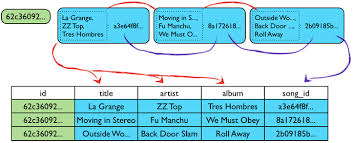 62c36092...
La Grange,
ZZ Top,
Tres Hombres
a3e64f8f...
Moving in S...
Fu Manchu,
We Must O...
8a172618...
Outside Wo...
Back Door ...
Roll Away
2b09185b...
id title artist album song_id
62c36092... La Grange ZZ Top Tres Hombres a3e64f8f...
62c36092... Moving in Stereo Fu Manchu We Must Obey 8a172618...
62c36092... Outside Wo... Back Door Slam Roll Away 2b09185b...